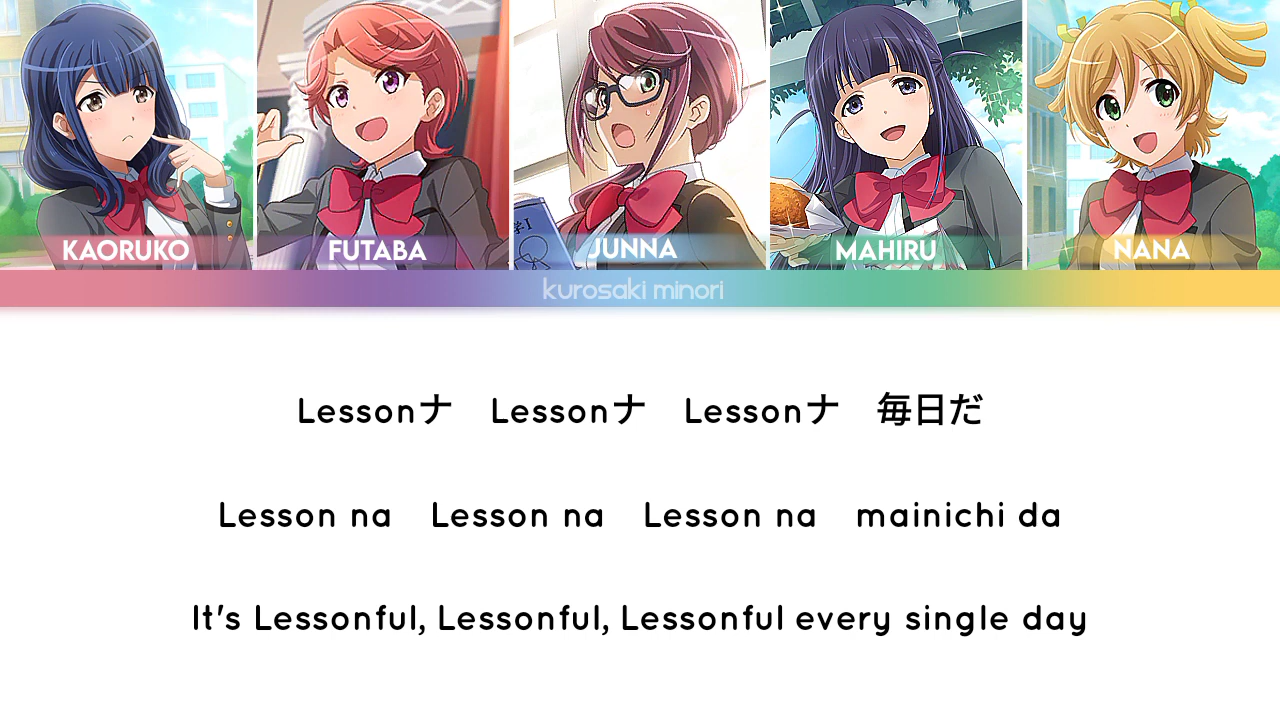 KAORUKO FUTABA JUNNA MAHIRU NANA
kurosaki minori
Lessonナ Lessonナ Lessonナ 毎日だ
Lesson na Lesson na Lesson na mainichi da
It's Lessonful, Lessonful, Lessonful every single day
学I